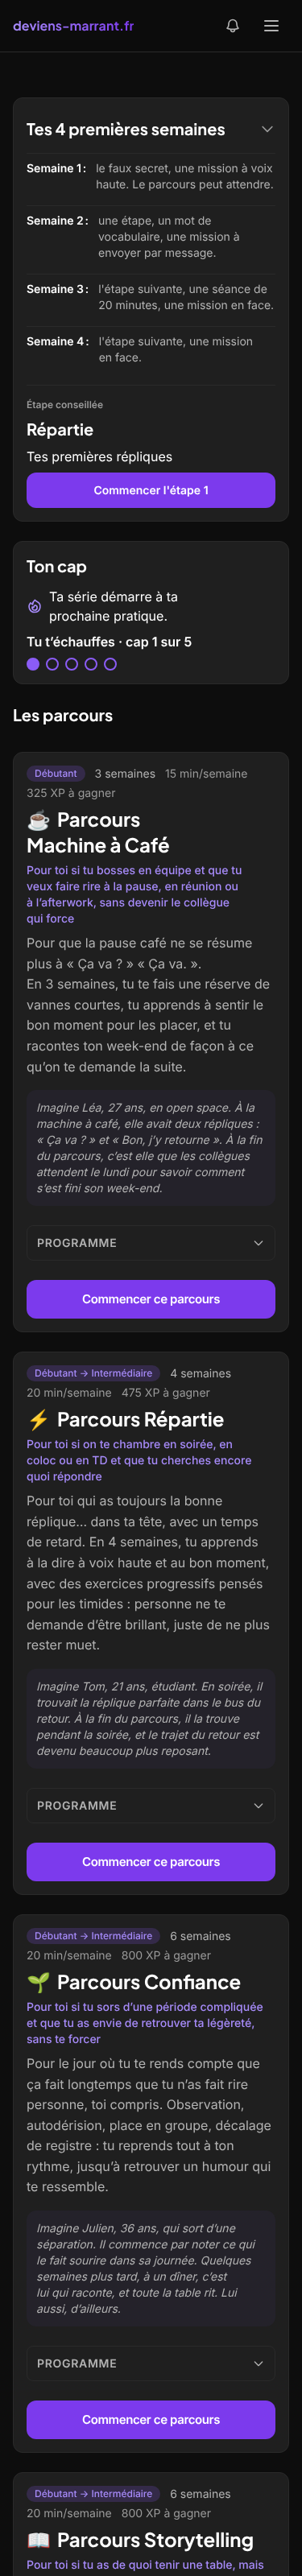 deviens-marrant.fr
Tes 4 premières semaines
Semaine 1 : le faux secret, une mission à voix
haute. Le parcours peut attendre.
Semaine 2 : une étape, un mot de
vocabulaire, une mission à
envoyer par message.
Semaine 3 : l'étape suivante, une séance de
20 minutes, une mission en face.
Semaine 4 : l'étape suivante, une mission
en face.
Étape conseillée
Répartie
Tes premières répliques
Commencer l'étape 1
Ton cap
Ta série démarre à ta
prochaine pratique.
Tu t’échauffes · cap 1 sur 5
Les parcours
Débutant 3 semaines 15 min/semaine
325 XP à gagner
☕ Parcours
Machine à Café
Pour toi si tu bosses en équipe et que tu
veux faire rire à la pause, en réunion ou
à l’afterwork, sans devenir le collègue
qui force
Pour que la pause café ne se résume
plus à « Ça va ? » « Ça va. ».
En 3 semaines, tu te fais une réserve de
vannes courtes, tu apprends à sentir le
bon moment pour les placer, et tu
racontes ton week-end de façon à ce
qu’on te demande la suite.
Imagine Léa, 27 ans, en open space. À la
machine à café, elle avait deux répliques :
« Ça va ? » et « Bon, j’y retourne ». À la fin
du parcours, c’est elle que les collègues
attendent le lundi pour savoir comment
s’est fini son week-end.
PROGRAMME
Commencer ce parcours
Débutant → Intermédiaire 4 semaines
20 min/semaine 475 XP à gagner
⚡ Parcours Répartie
Pour toi si on te chambre en soirée, en
coloc ou en TD et que tu cherches encore
quoi répondre
Pour toi qui as toujours la bonne
réplique... dans ta tête, avec un temps
de retard. En 4 semaines, tu apprends
à la dire à voix haute et au bon moment,
avec des exercices progressifs pensés
pour les timides : personne ne te
demande d’être brillant, juste de ne plus
rester muet.
Imagine Tom, 21 ans, étudiant. En soirée, il
trouvait la réplique parfaite dans le bus du
retour. À la fin du parcours, il la trouve
pendant la soirée, et le trajet du retour est
devenu beaucoup plus reposant.
PROGRAMME
Commencer ce parcours
Débutant → Intermédiaire 6 semaines
20 min/semaine 800 XP à gagner
🌱 Parcours Confiance
Pour toi si tu sors d’une période compliquée
et que tu as envie de retrouver ta légèreté,
sans te forcer
Pour le jour où tu te rends compte que
ça fait longtemps que tu n’as fait rire
personne, toi compris. Observation,
autodérision, place en groupe, décalage
de registre : tu reprends tout à ton
rythme, jusqu’à retrouver un humour qui
te ressemble.
Imagine Julien, 36 ans, qui sort d’une
séparation. Il commence par noter ce qui
le fait sourire dans sa journée. Quelques
semaines plus tard, à un dîner, c’est
lui qui raconte, et toute la table rit. Lui
aussi, d’ailleurs.
PROGRAMME
Commencer ce parcours
Débutant → Intermédiaire 6 semaines
20 min/semaine 800 XP à gagner
📖 Parcours Storytelling
Pour toi si tu as de quoi tenir une table, mais